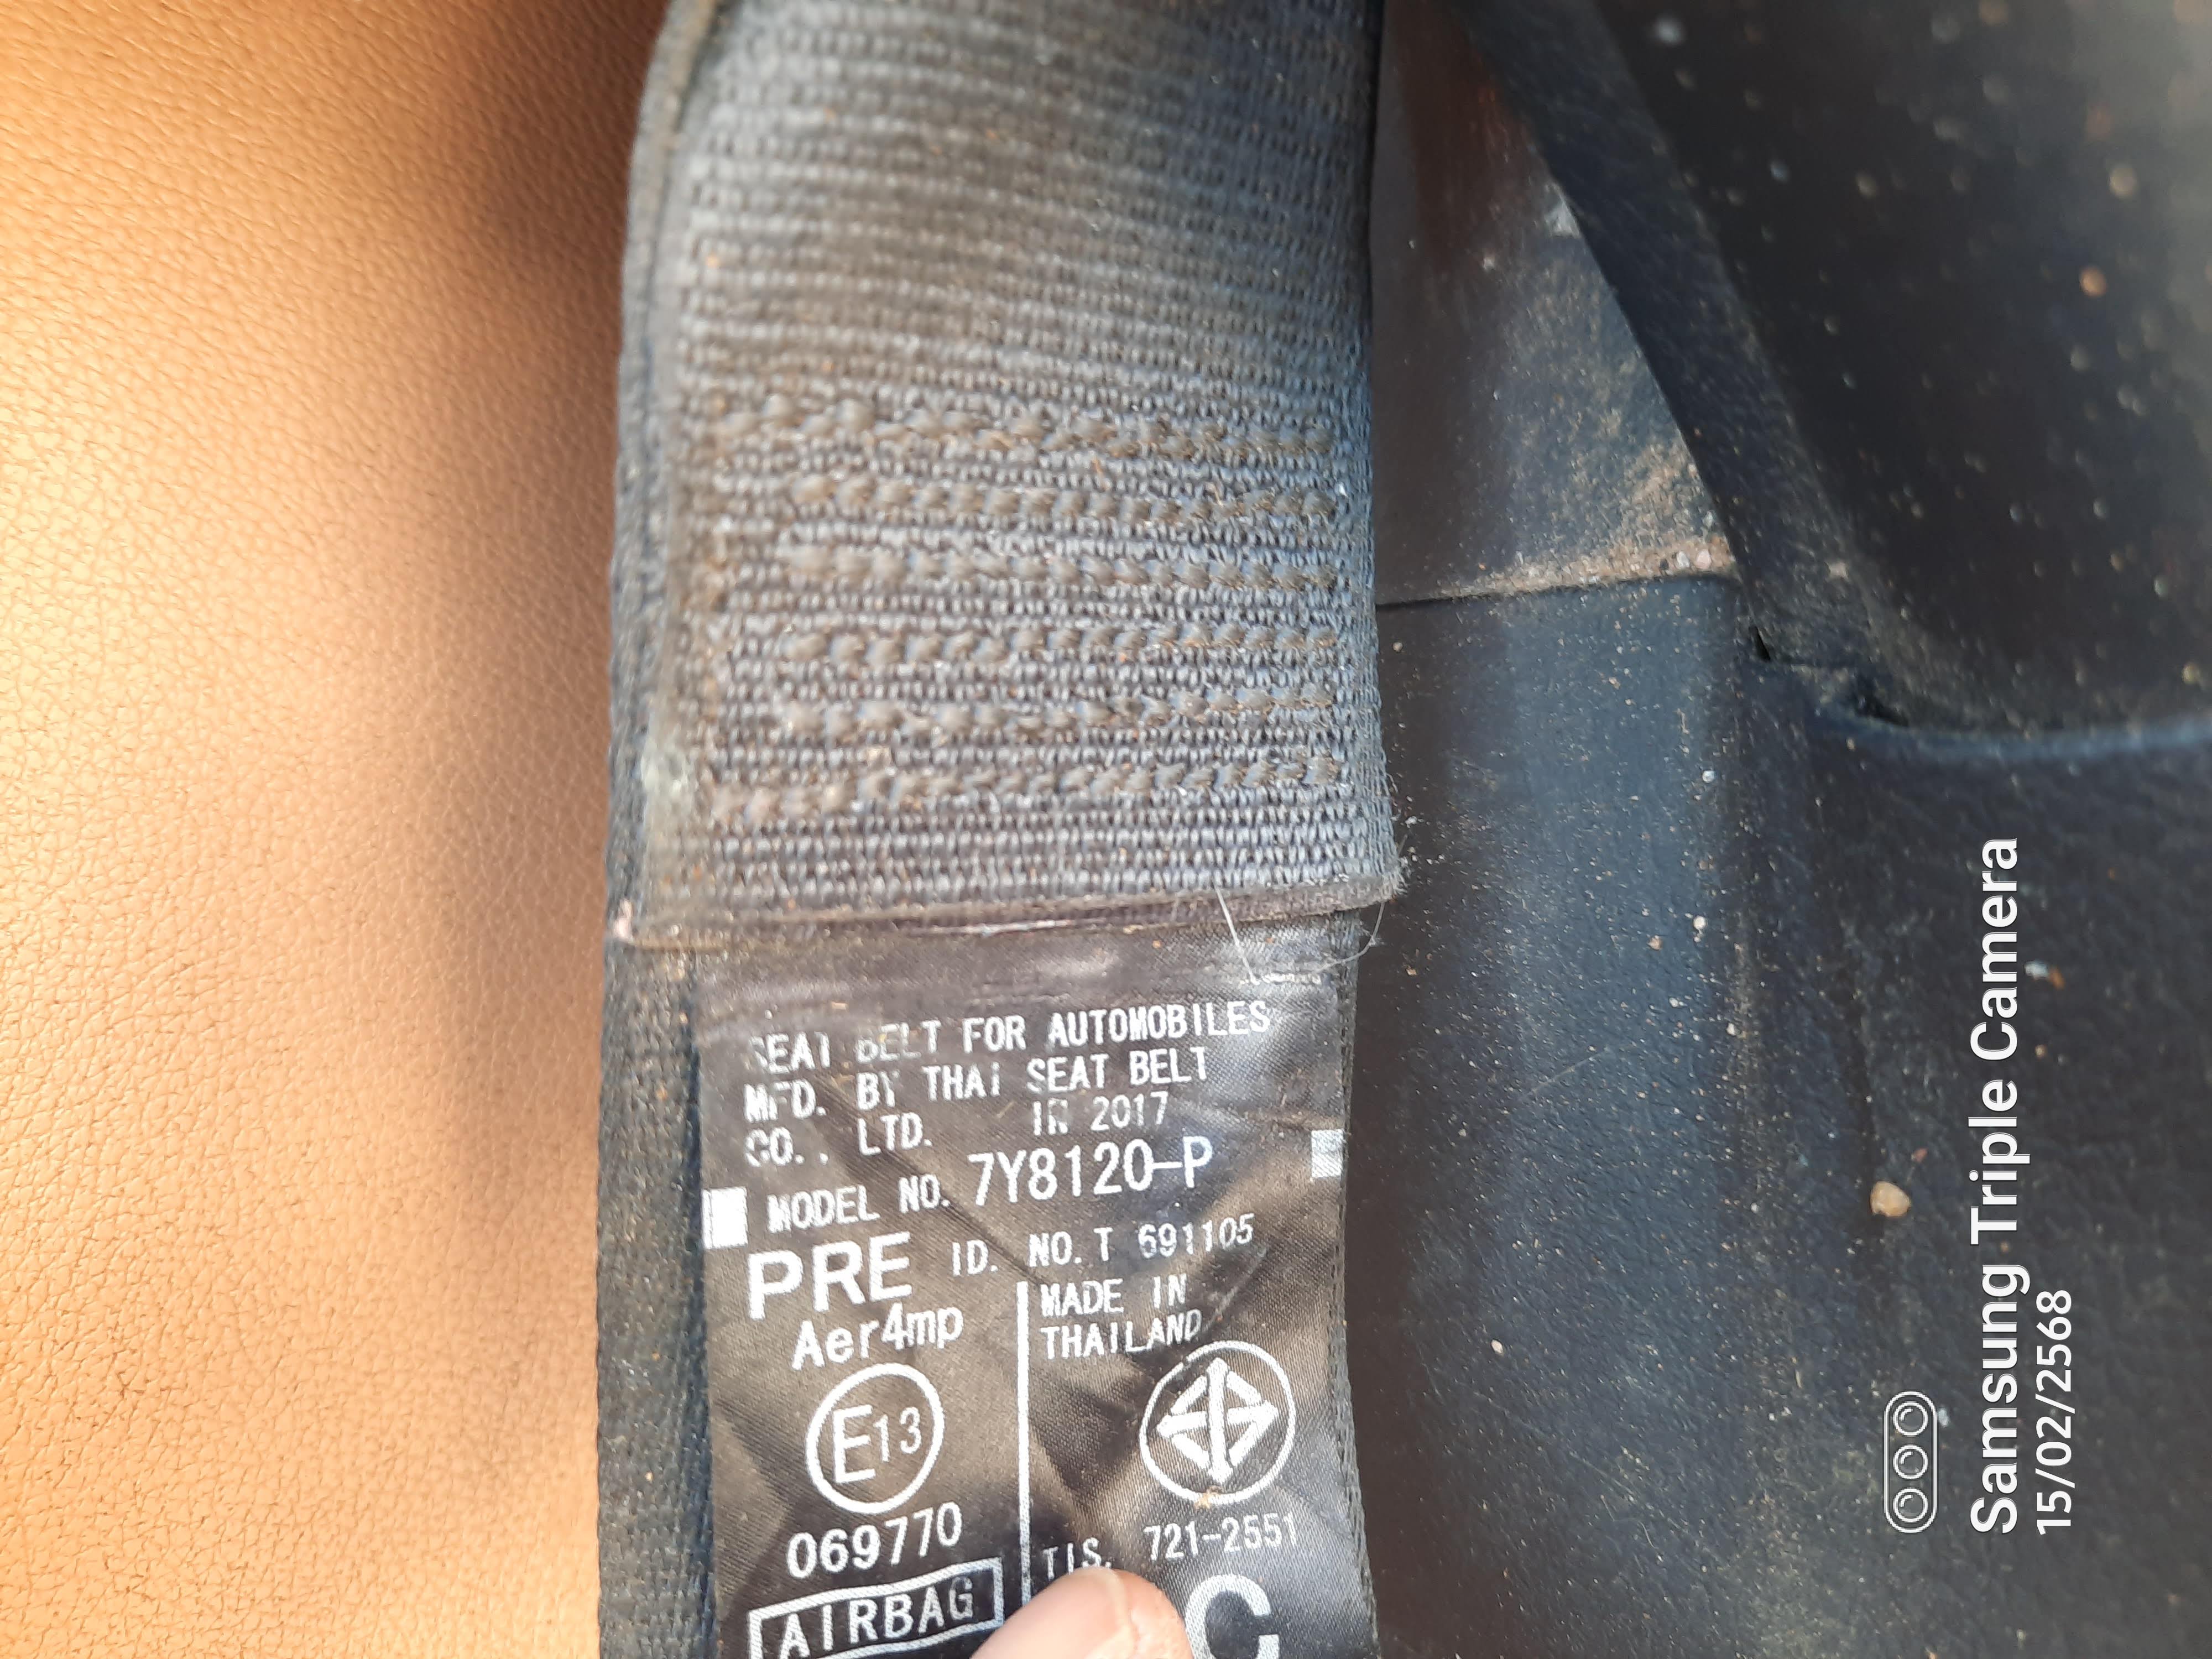 SEAT BELT FOR AUTOMOBILES
MFD. BY THAI SEAT BELT
CO., LTD. IN 2017
MODEL NO. 7Y8120-P
PRE ID. NO. T 691105
Aer4mp
E13
069770
AIRBAG
MADE IN
THAILAND
TIS. 721-2551
C
Samsung Triple Camera
15/02/2568